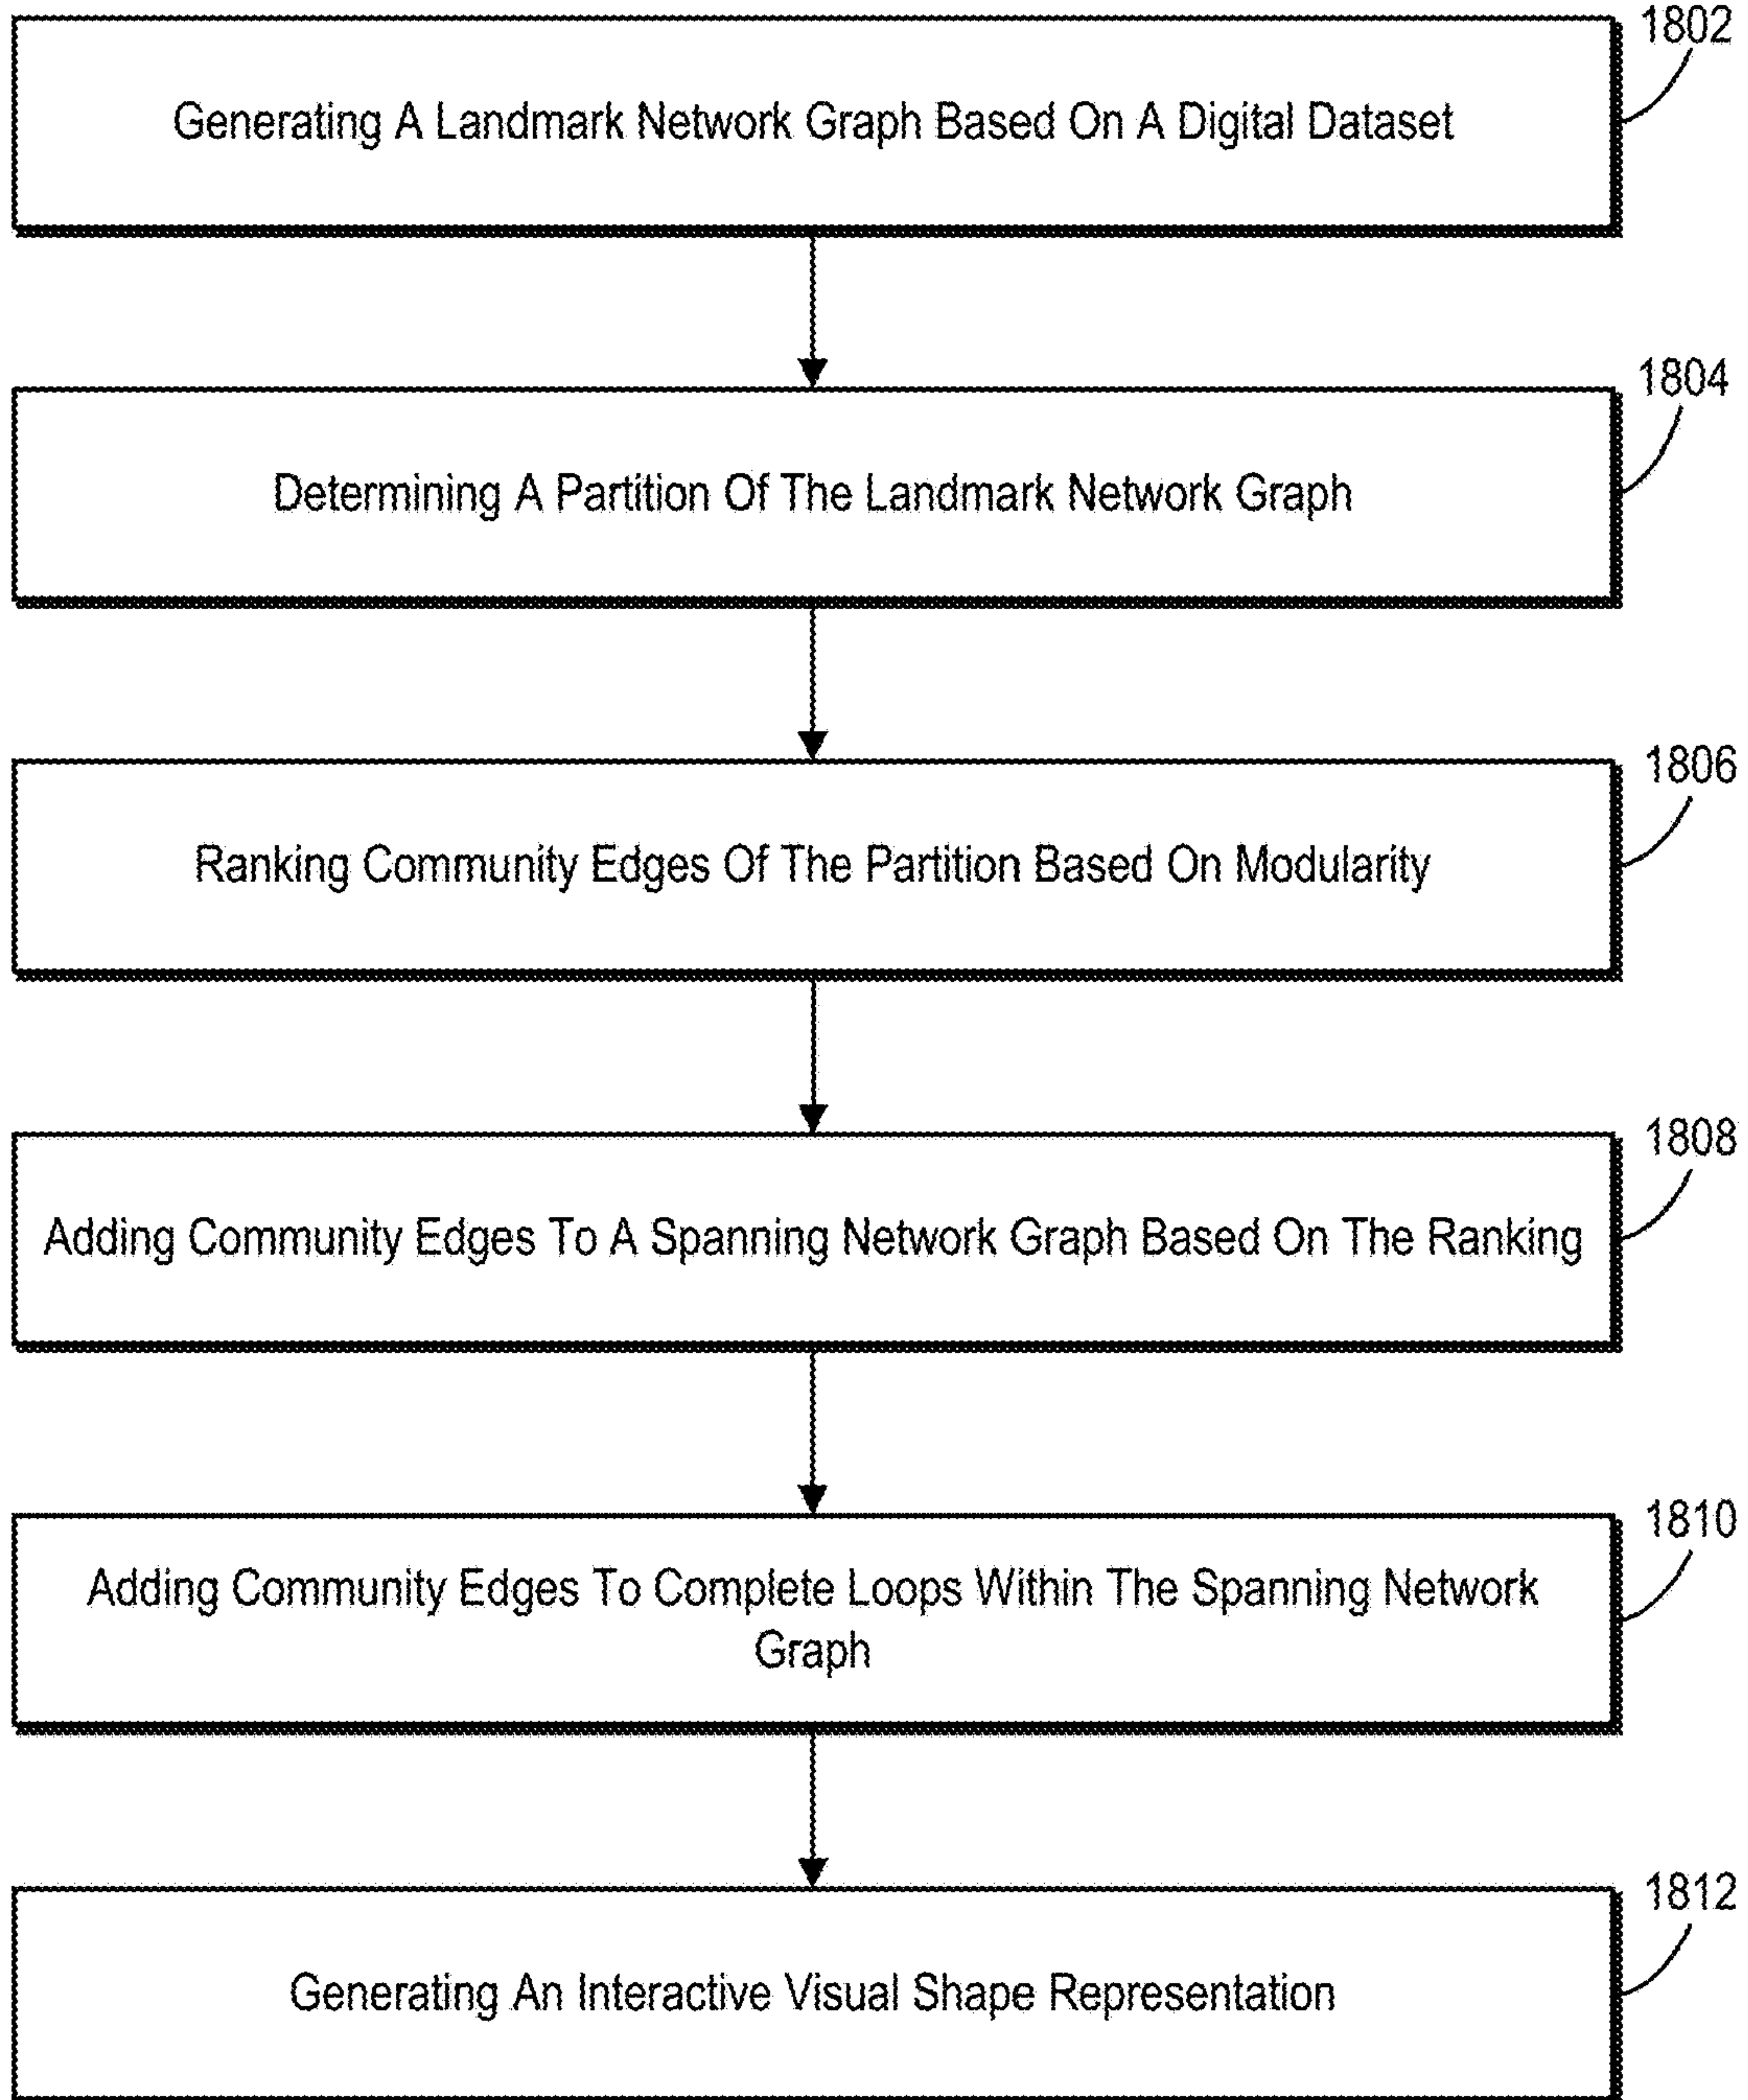 1802
Generating A Landmark Network Graph Based On A Digital Dataset
1804
Determining A Partition Of The Landmark Network Graph
1806
Ranking Community Edges Of The Partition Based On Modularity
1808
Adding Community Edges To A Spanning Network Graph Based On The Ranking
1810
Adding Community Edges To Complete Loops Within The Spanning Network
Graph
1812
Generating An Interactive Visual Shape Representation